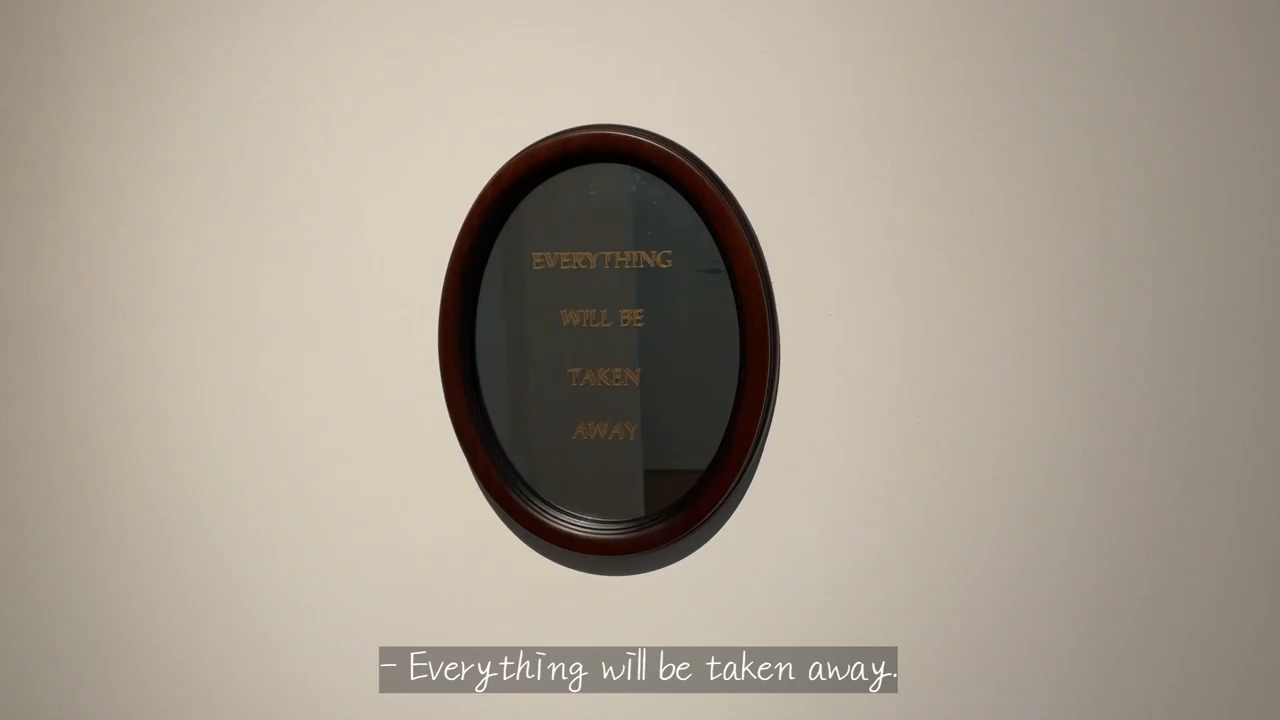 EVERYTHING
WILL BE
TAKEN
AWAY
- Everything will be taken away.